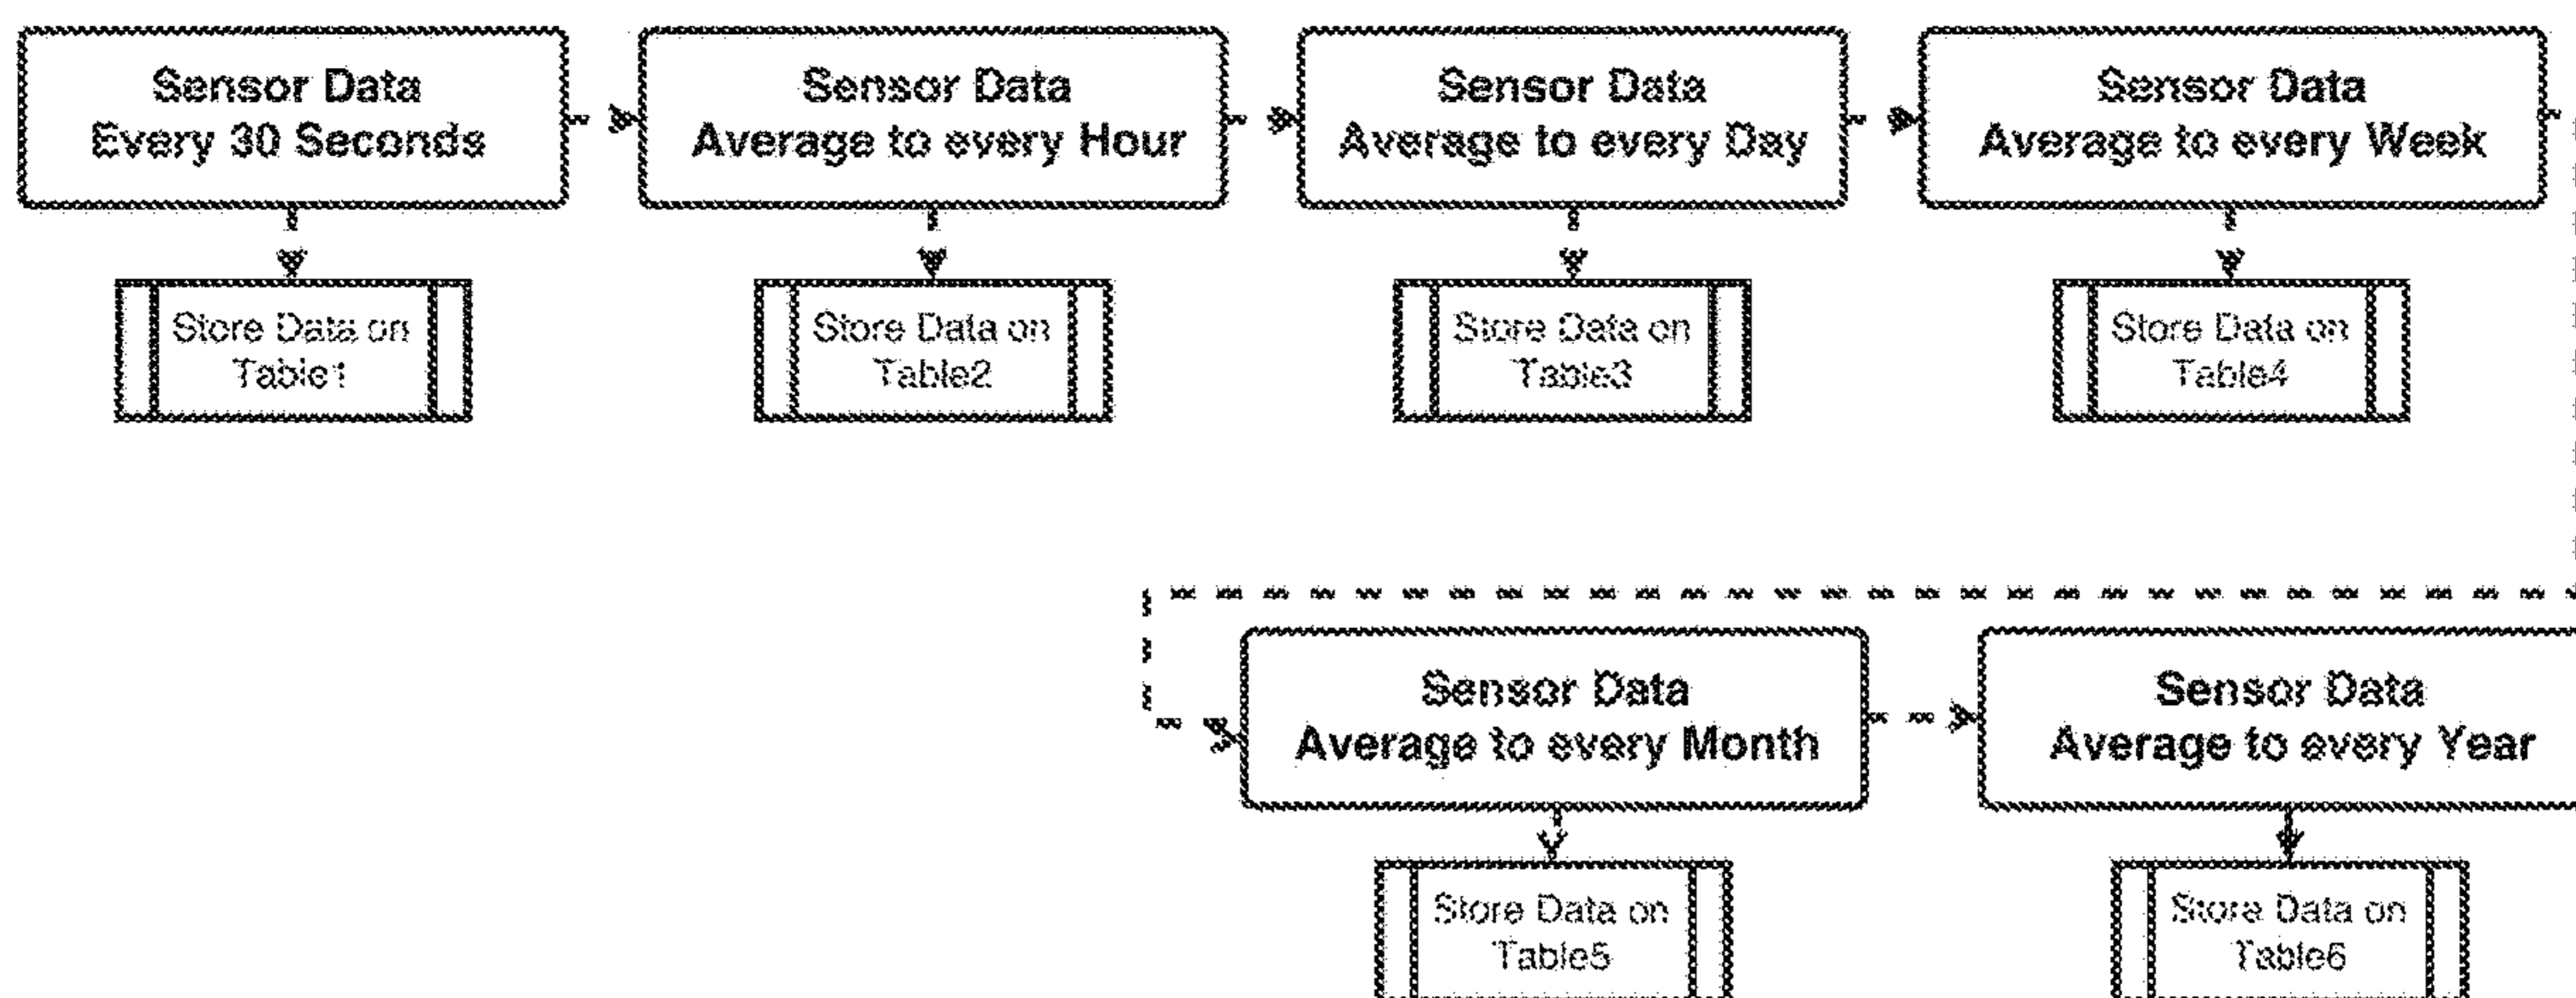 Sensor Data
Every 30 Seconds
Sensor Data
Average to every Hour
Sensor Data
Average to every Day
Sensor Data
Average to every Week
Store Data on
Table1
Store Data on
Table2
Store Data on
Table3
Store Data on
Table4
Sensor Data
Average to every Month
Sensor Data
Average to every Year
Store Data on
Table5
Store Data on
Table6